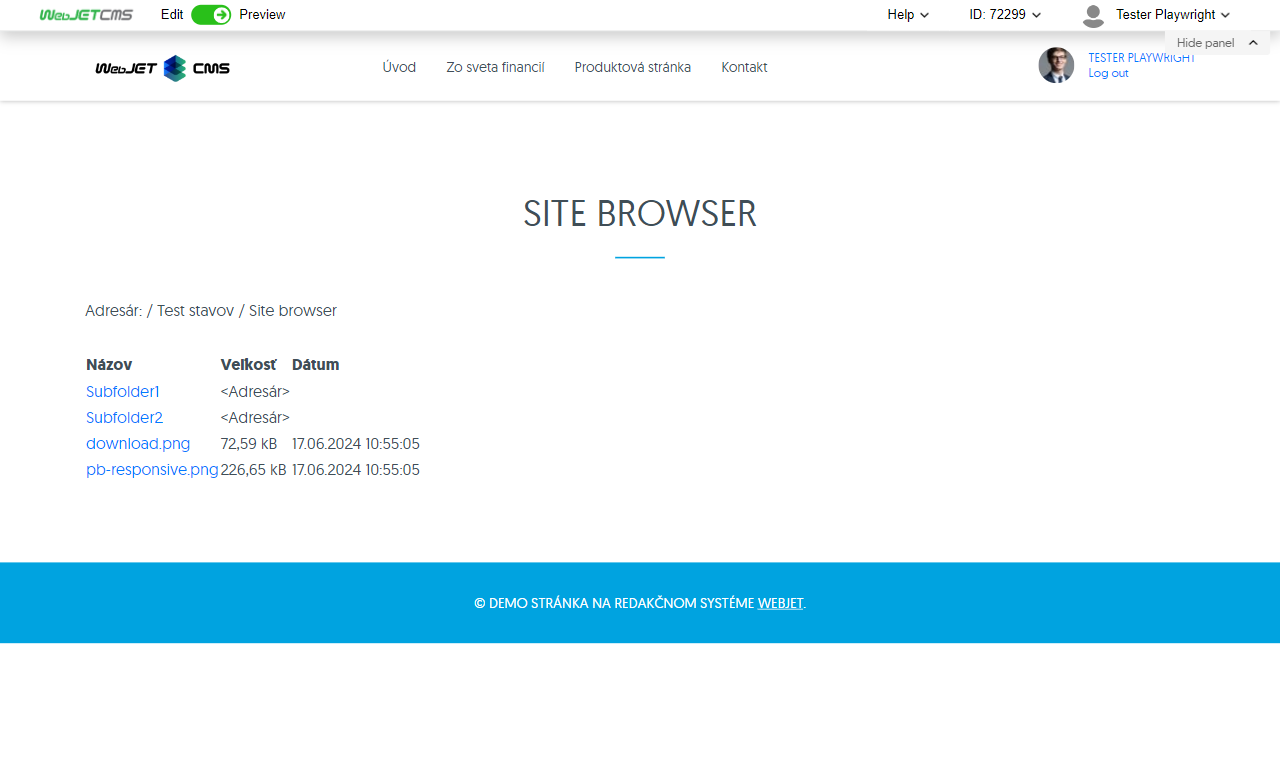 WebJETCMS Edit Preview Help ID: 72299 Tester Playwright
Hide panel
WebJET CMS Úvod Zo sveta financií Produktová stránka Kontakt TESTER PLAYWRIGHT
Log out
SITE BROWSER
Adresár: / Test stavov / Site browser
Názov Veľkosť Dátum
Subfolder1 <Adresár>
Subfolder2 <Adresár>
download.png 72,59 kB 17.06.2024 10:55:05
pb-responsive.png 226,65 kB 17.06.2024 10:55:05
© DEMO STRÁNKA NA REDAKČNOM SYSTÉME WEBJET.